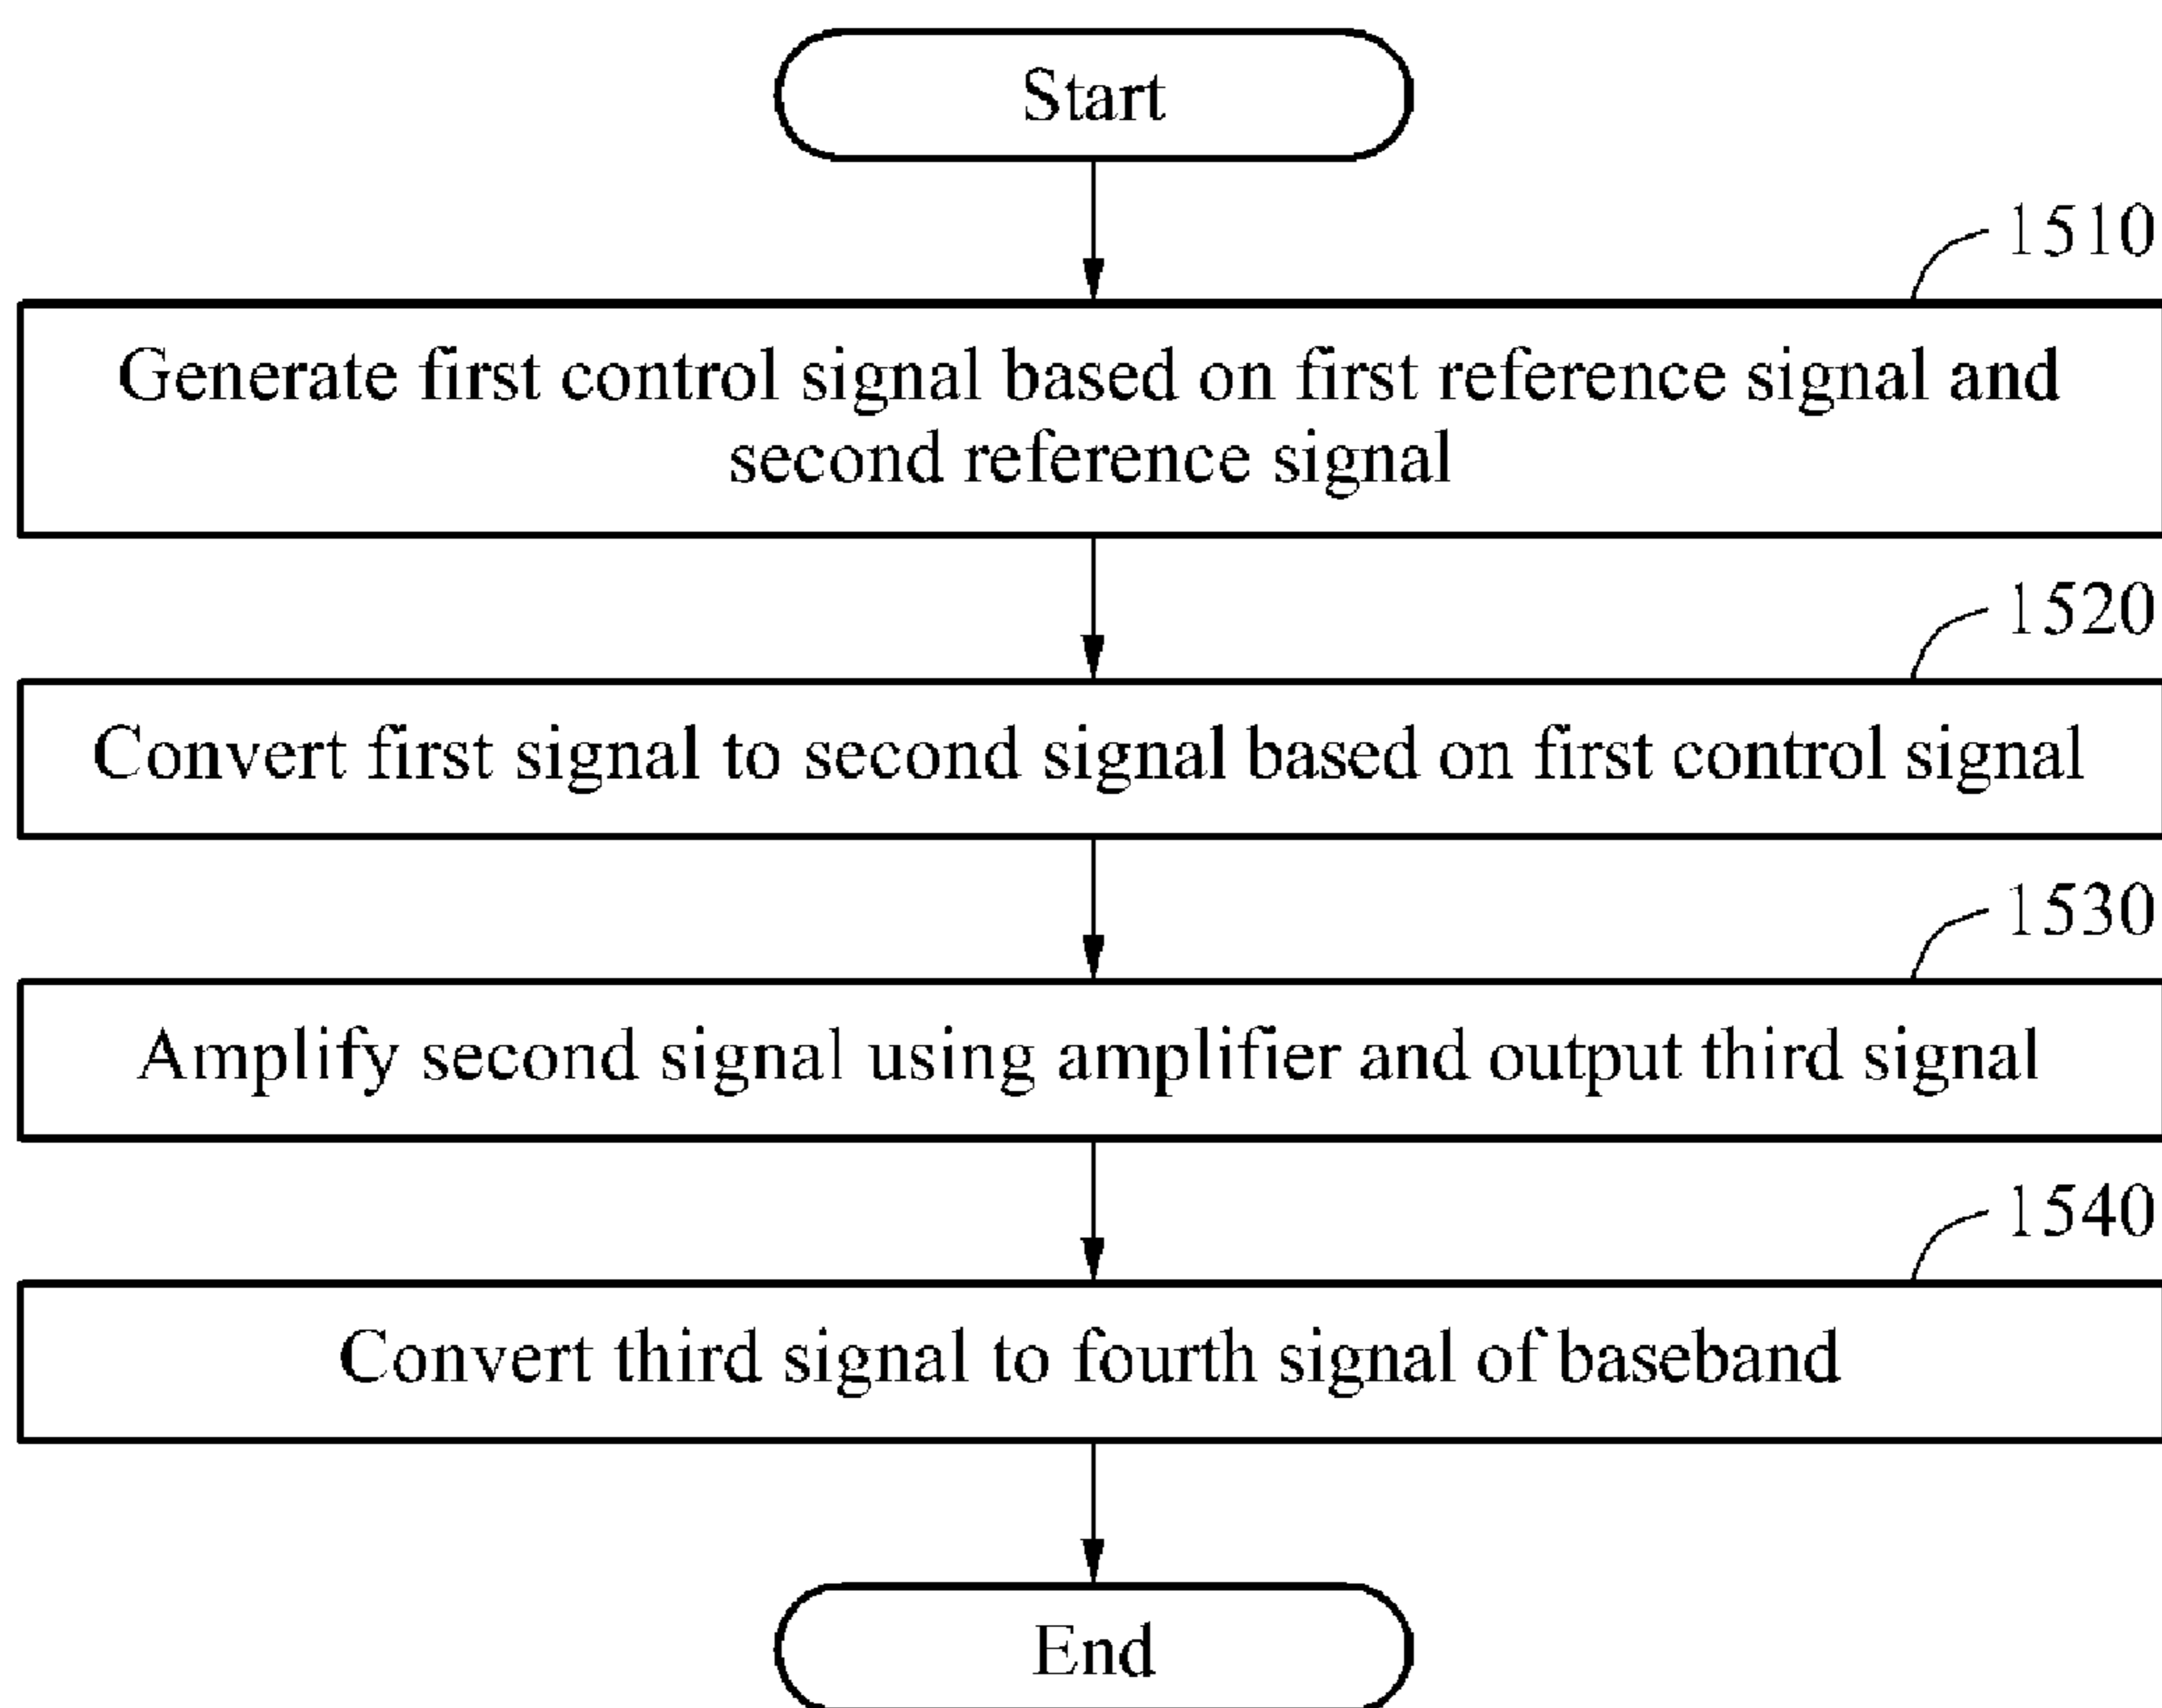 Start
1510
Generate first control signal based on first reference signal and
second reference signal
1520
Convert first signal to second signal based on first control signal
1530
Amplify second signal using amplifier and output third signal
1540
Convert third signal to fourth signal of baseband
End